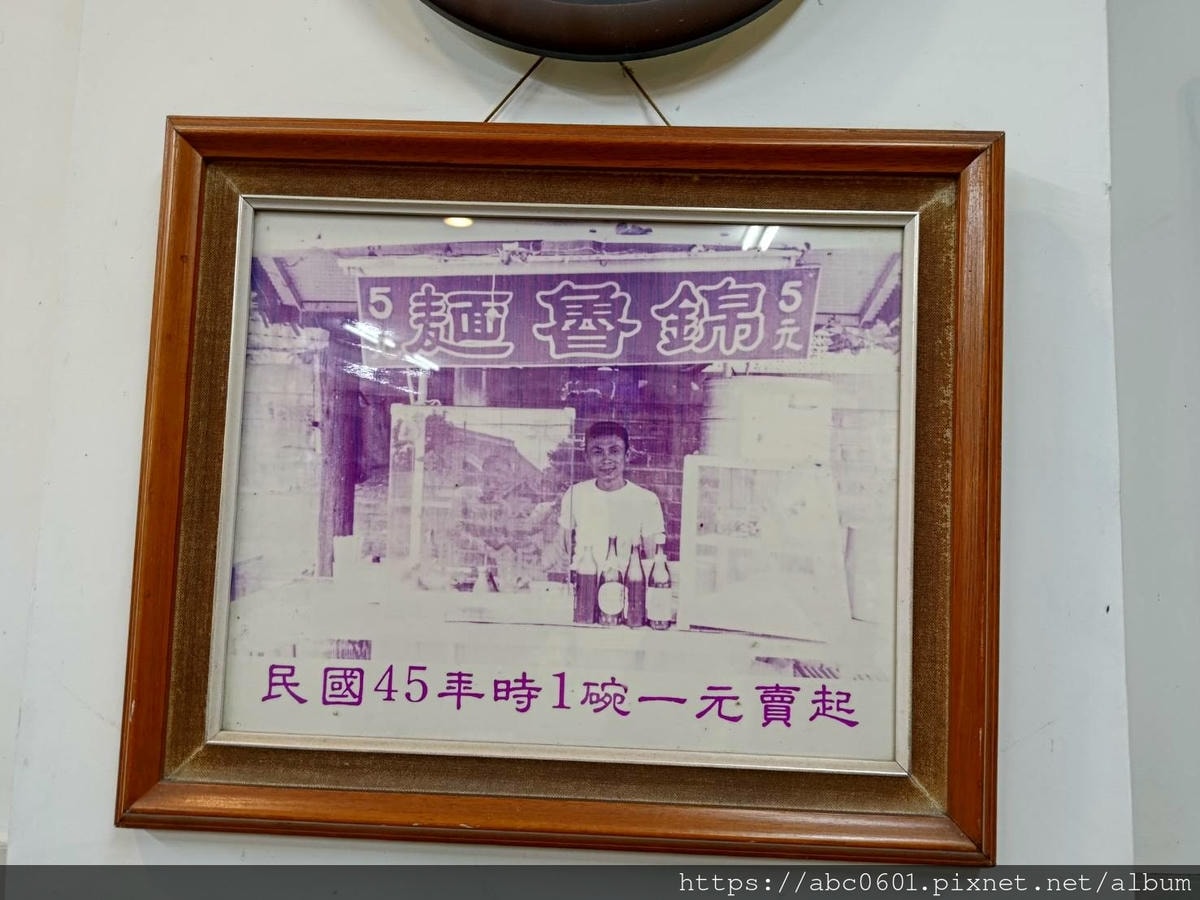 5元
錦魯麵
5
民國45年時1碗一元賣起
https://abc0601.pixnet.net/album